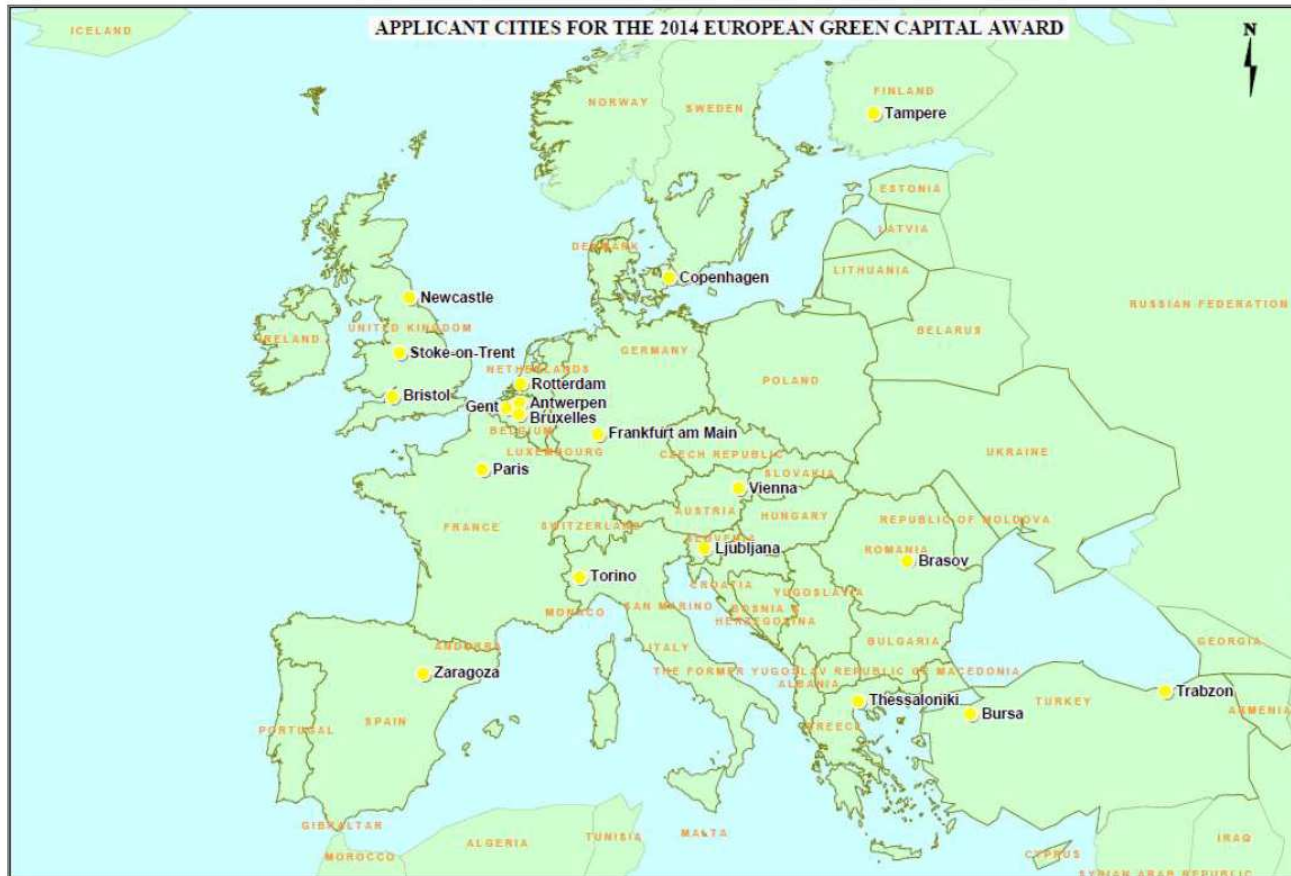 APPLICANT CITIES FOR THE 2014 EUROPEAN GREEN CAPITAL AWARD
N
ICELAND
FINLAND
NORWAY
SWEDEN
Tampere
ESTONIA
LATVIA
DENMARK
LITHUANIA
Copenhagen
Newcastle
RUSSIAN FEDERATION
UNITED KINGDOM
BELARUS
IRELAND
Stoke-on-Trent
GERMANY
NETHERLANDS
POLAND
Rotterdam
Bristol
Antwerpen
Gent
Bruxelles
BELGIUM
Frankfurt am Main
LUXEMBOURG
CZECH REPUBLIC
UKRAINE
Paris
SLOVAKIA
Vienna
AUSTRIA
HUNGARY
FRANCE
SWITZERLAND
REPUBLIC OF MOLDOVA
SLOVENIA
Ljubljana
ROMANIA
Brasov
Torino
CROATIA
YUGOSLAVIA
MONACO
SAN MARINO
BOSNIA &
HERZEGOVINA
ANDORRA
ITALY
BULGARIA
GEORGIA
Zaragoza
THE FORMER YUGOSLAV REPUBLIC OF MACEDONIA
ALBANIA
Trabzon
Thessaloniki
TURKEY
ARMENIA
Bursa
SPAIN
PORTUGAL
GREECE
GIBRALTAR
MALTA
TUNISIA
ALGERIA
IRAQ
MOROCCO
CYPRUS
SYRIAN ARAB REPUBLIC